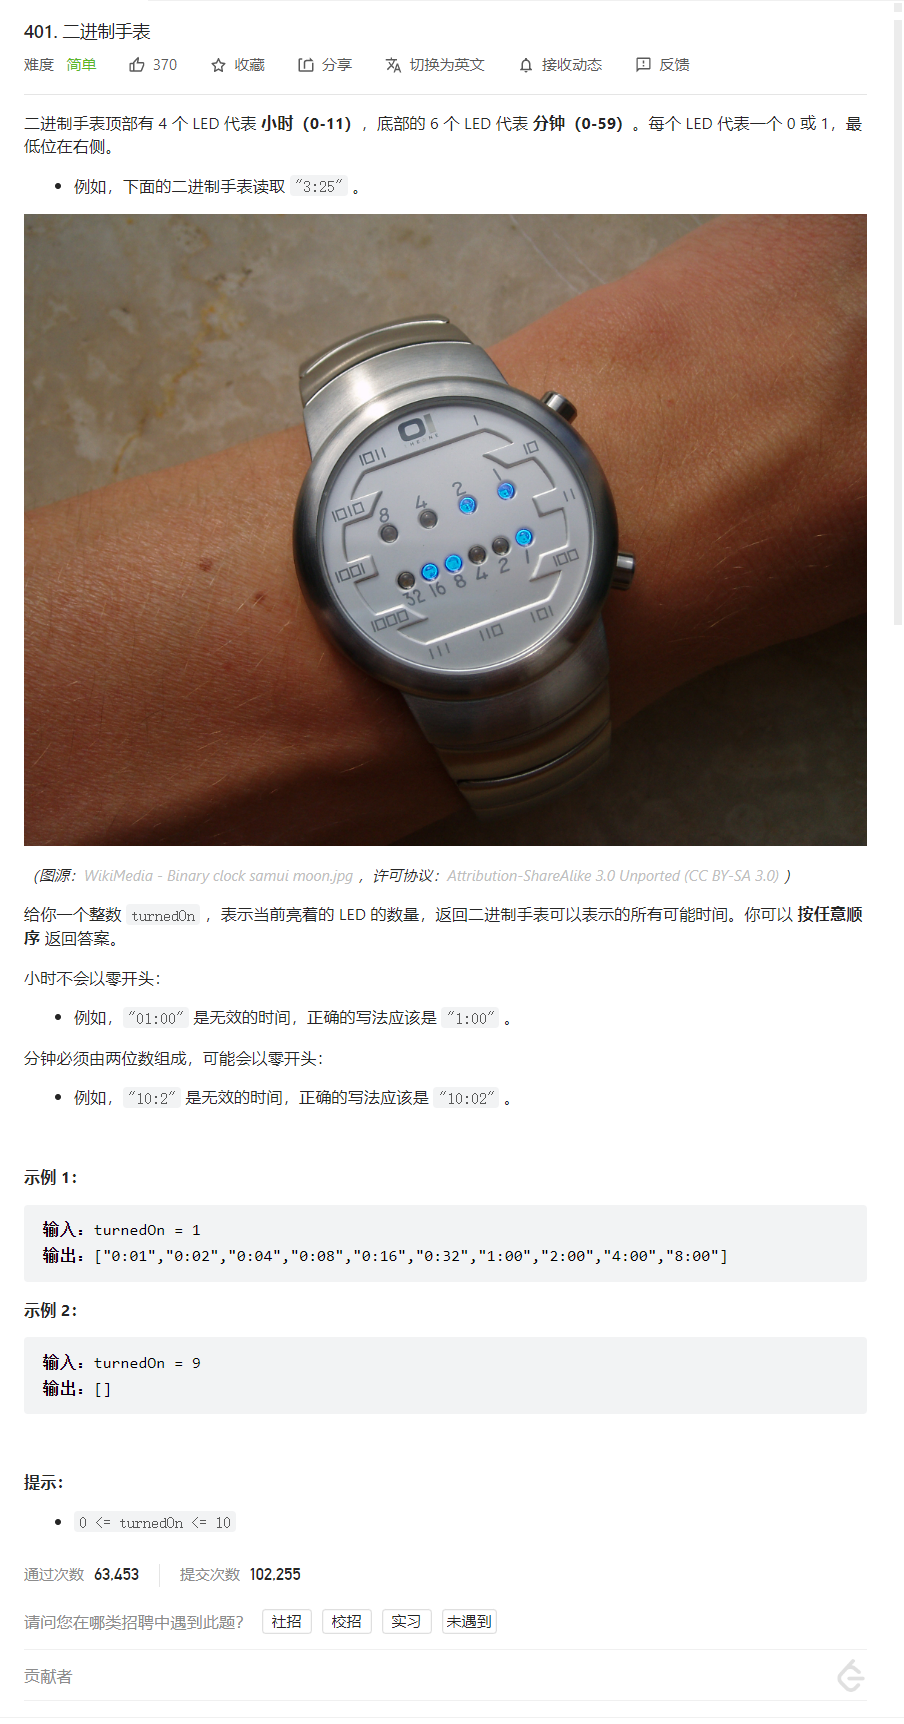 401. 二进制手表
难度 简单 370 收藏 分享 切换为英文 接收动态 反馈
二进制手表顶部有 4 个 LED 代表 小时（0-11），底部的 6 个 LED 代表 分钟（0-59）。每个 LED 代表一个 0 或 1，最
低位在右侧。
• 例如，下面的二进制手表读取 "3:25" 。
OI
1
10
11
100
101
110
111
1000
1001
1010
1011
8 4 2 1
32 16 8 4 2 1
（图源：WikiMedia - Binary clock samui moon.jpg ，许可协议：Attribution-ShareAlike 3.0 Unported (CC BY-SA 3.0) ）
给你一个整数 turnedOn ，表示当前亮着的 LED 的数量，返回二进制手表可以表示的所有可能时间。你可以 按任意顺
序 返回答案。
小时不会以零开头：
• 例如，"01:00" 是无效的时间，正确的写法应该是 "1:00" 。
分钟必须由两位数组成，可能会以零开头：
• 例如，"10:2" 是无效的时间，正确的写法应该是 "10:02" 。
示例 1：
输入：turnedOn = 1
输出：["0:01","0:02","0:04","0:08","0:16","0:32","1:00","2:00","4:00","8:00"]
示例 2：
输入：turnedOn = 9
输出：[]
提示：
• 0 <= turnedOn <= 10
通过次数 63,453 提交次数 102,255
请问您在哪类招聘中遇到此题？ 社招 校招 实习 未遇到
贡献者